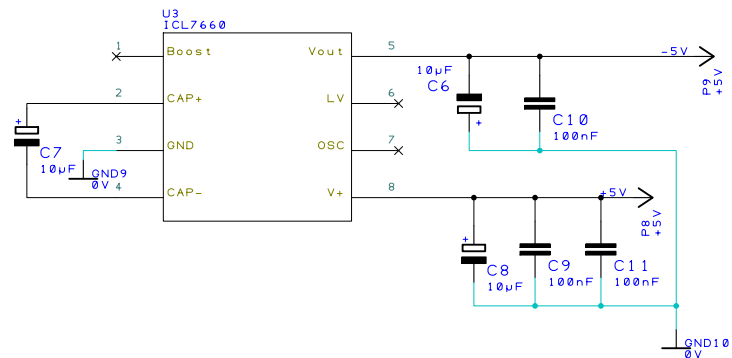 U3
ICL7660
1
Boost
Vout
5
-5V
P9
+5V
10µF
C6
+
2
CAP+
LV
6
C10
100nF
+
C7
10µF
3
GND
OSC
7
GND9
0V
4
CAP-
V+
8
+5V
P8
+5V
+
C8
10µF
C9
100nF
C11
100nF
GND10
0V